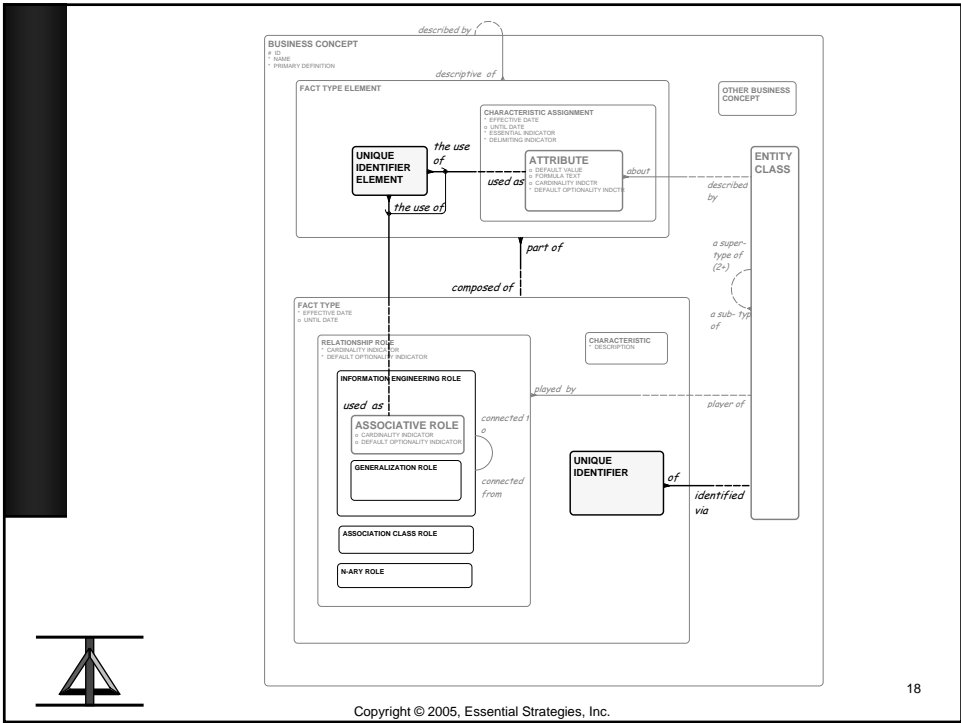 described by
BUSINESS CONCEPT
# ID
* NAME
* PRIMARY DEFINITION
descriptive of
FACT TYPE ELEMENT
OTHER BUSINESS
CONCEPT
CHARACTERISTIC ASSIGNMENT
* EFFECTIVE DATE
o UNTIL DATE
* ESSENTIAL INDICATOR
* DELIMITING INDICATOR
UNIQUE
IDENTIFIER
ELEMENT
the use
of
used as
ATTRIBUTE
o DEFAULT VALUE
o FORMULA TEXT
o CARDINALITY INDCTR
* DEFAULT OPTIONALITY INDCTR
about
described
by
ENTITY
CLASS
the use of
part of
composed of
a super-
type of
(2+)
a sub- typ
of
FACT TYPE
* EFFECTIVE DATE
o UNTIL DATE
RELATIONSHIP ROLE
* CARDINALITY INDICATOR
* DEFAULT OPTIONALITY INDICATOR
CHARACTERISTIC
* DESCRIPTION
INFORMATION ENGINEERING ROLE
played by
player of
used as
ASSOCIATIVE ROLE
o CARDINALITY INDICATOR
o DEFAULT OPTIONALITY INDICATOR
connected t
o
GENERALIZATION ROLE
connected
from
UNIQUE
IDENTIFIER
of
identified
via
ASSOCIATION CLASS ROLE
N-ARY ROLE
18
Copyright © 2005, Essential Strategies, Inc.